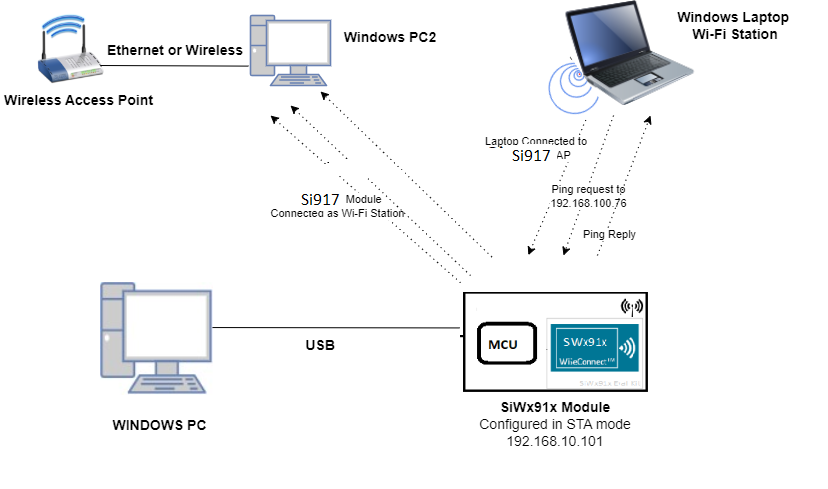 Windows Laptop
Wi-Fi Station
Windows PC2
Ethernet or Wireless
Wireless Access Point
Laptop Connected to
Si917 AP
Ping request to
192.168.100.76
Ping Reply
Si917 Module
Connected as Wi-Fi Station
USB
WINDOWS PC
MCU
SWx91x
WiieConnect™
SiWx91x Eval Kit
SiWx91x Module
Configured in STA mode
192.168.10.101